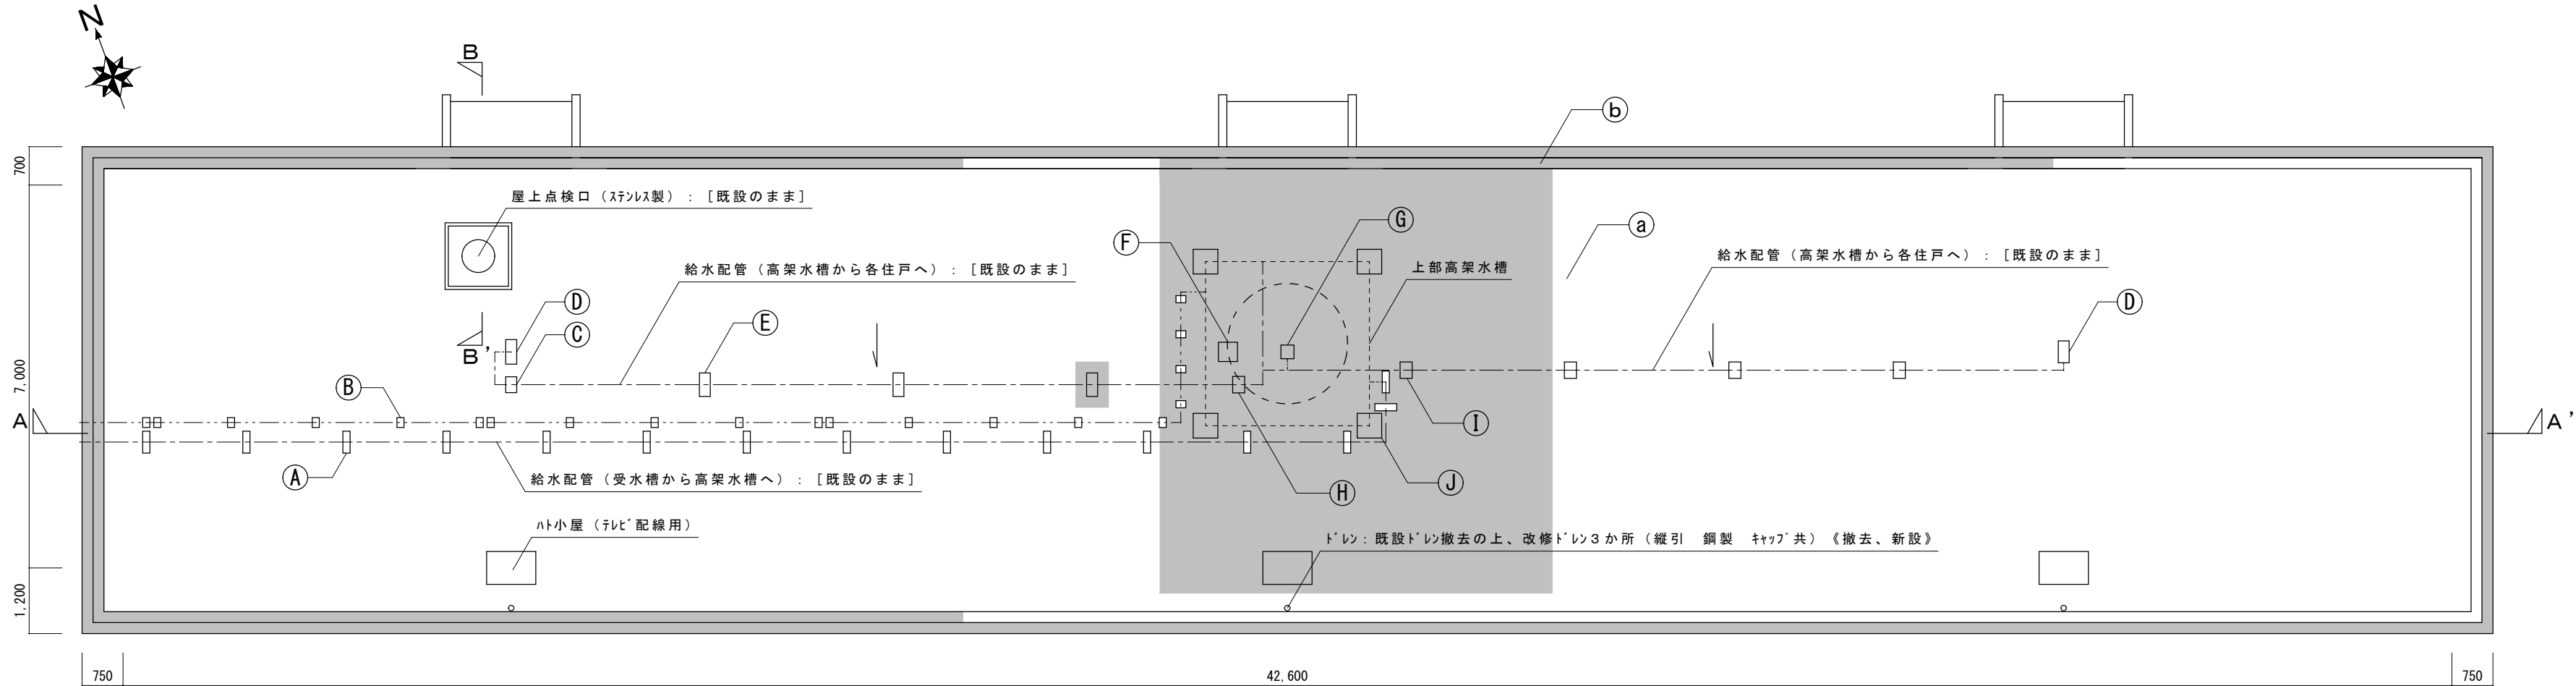 N
B
b
700
屋上点検口（ｽﾃﾝﾚｽ製）：［既設のまま］
G
F
a
給水配管（高架水槽から各住戸へ）：［既設のまま］
上部高架水槽
給水配管（高架水槽から各住戸へ）：［既設のまま］
D
E
D
C
B'
7,000
B
A
I
A'
A
給水配管（受水槽から高架水槽へ）：［既設のまま］
H
J
ﾊﾄ小屋（ﾃﾚﾋﾞ配線用）
ﾄﾞﾚﾝ：既設ﾄﾞﾚﾝ撤去の上、改修ﾄﾞﾚﾝ３か所（縦引　鋼製　ｷｬｯﾌﾟ共）《撤去、新設》
1,200
750
42,600
750